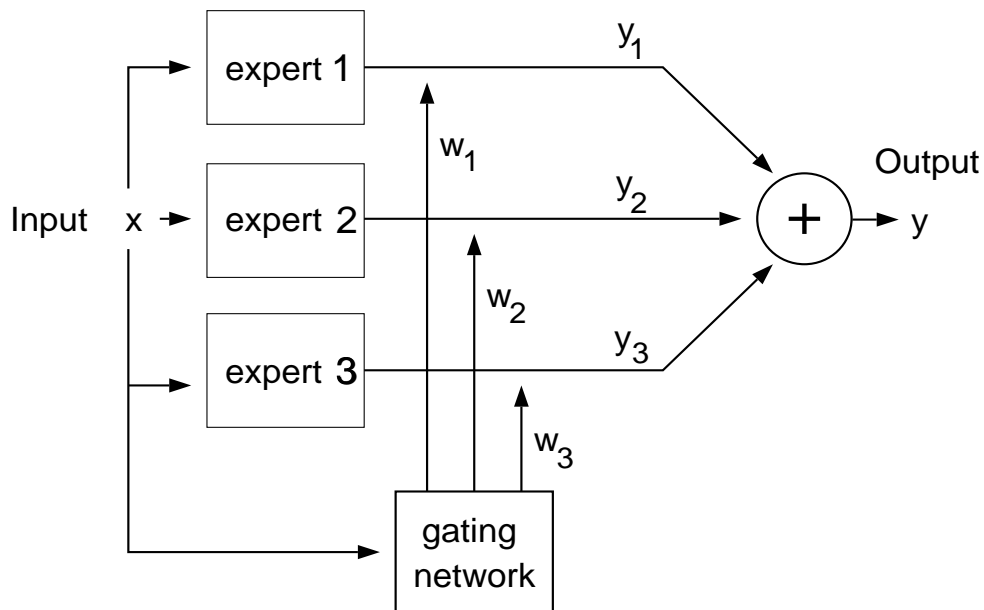 expert 1
y1
w1
Output
Input x
expert 2
y2
+
y
w2
expert 3
y3
w3
gating
network